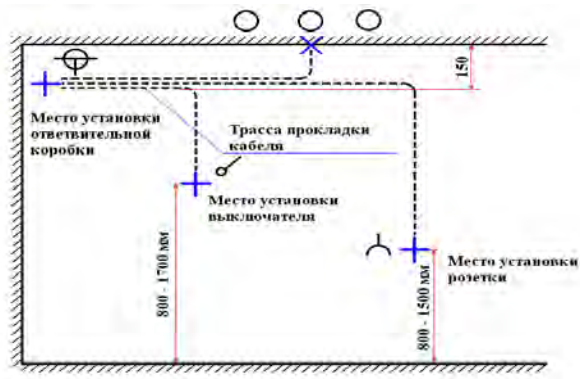 150
Место установки
ответвительной
коробки
Трасса прокладки
кабеля
Место установки
выключателя
800 - 1700 мм
Место установки
розетки
800 - 1500 мм